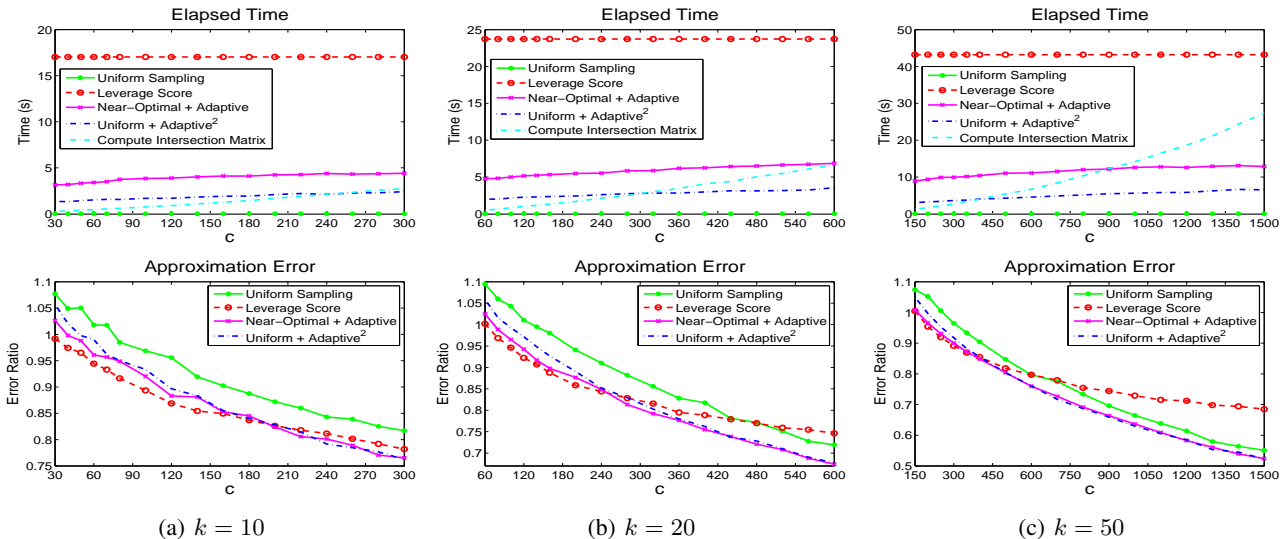 Elapsed Time
20
15
10
5
0
Time (s)
Uniform Sampling
Leverage Score
Near-Optimal + Adaptive
Uniform + Adaptive²
Compute Intersection Matrix
30 60 90 120 150 180 210 240 270 300
c
Elapsed Time
25
20
15
10
5
0
Time (s)
Uniform Sampling
Leverage Score
Near-Optimal + Adaptive
Uniform + Adaptive²
Compute Intersection Matrix
60 120 180 240 300 360 420 480 540 600
c
Elapsed Time
50
40
30
20
10
0
Time (s)
Uniform Sampling
Leverage Score
Near-Optimal + Adaptive
Uniform + Adaptive²
Compute Intersection Matrix
150 300 450 600 750 900 1050 1200 1350 1500
c
Approximation Error
1.1
1.05
1
0.95
0.9
0.85
0.8
0.75
Error Ratio
Uniform Sampling
Leverage Score
Near-Optimal + Adaptive
Uniform + Adaptive²
30 60 90 120 150 180 210 240 270 300
c
Approximation Error
1.1
1.05
1
0.95
0.9
0.85
0.8
0.75
0.7
Error Ratio
Uniform Sampling
Leverage Score
Near-Optimal + Adaptive
Uniform + Adaptive²
60 120 180 240 300 360 420 480 540 600
c
Approximation Error
1.1
1
0.9
0.8
0.7
0.6
0.5
Error Ratio
Uniform Sampling
Leverage Score
Near-Optimal + Adaptive
Uniform + Adaptive²
150 300 450 600 750 900 1050 1200 1350 1500
c
(a) k = 10
(b) k = 20
(c) k = 50